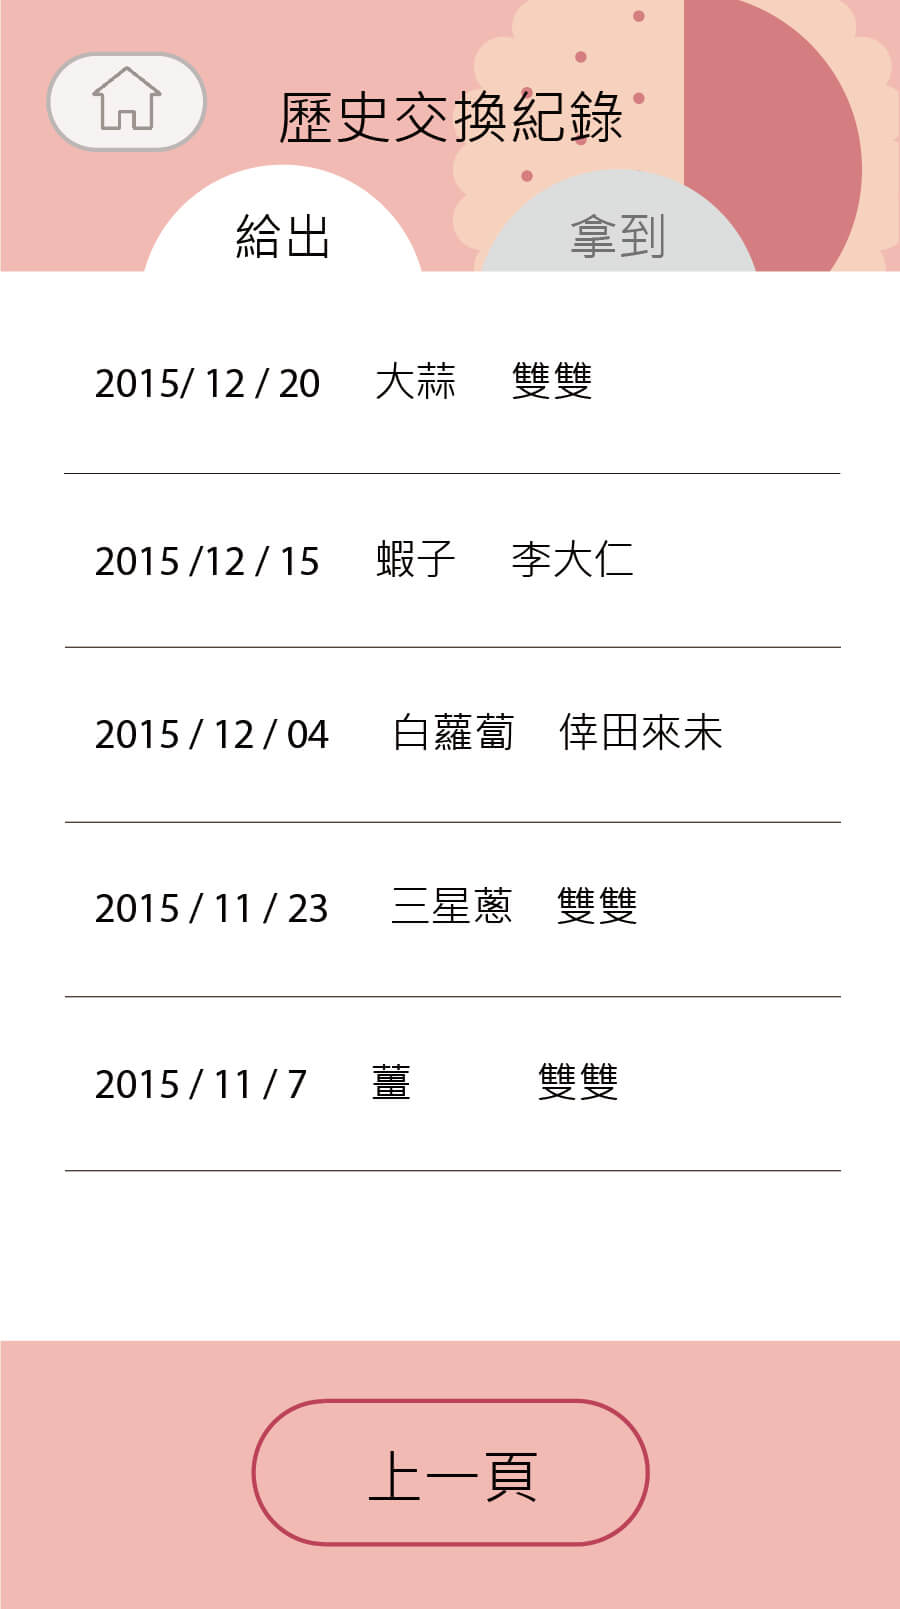 歷史交換紀錄
給出 拿到
2015/ 12 / 20 大蒜 雙雙
2015 /12 / 15 蝦子 李大仁
2015 / 12 / 04 白蘿蔔 倖田來未
2015 / 11 / 23 三星蔥 雙雙
2015 / 11 / 7 薑 雙雙
上一頁